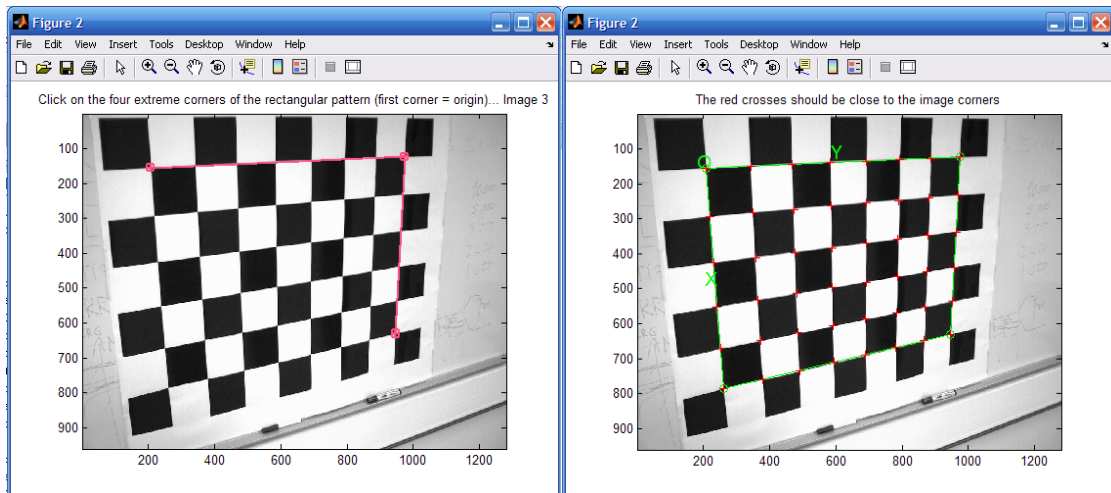 Figure 2
File Edit View Insert Tools Desktop Window Help
Click on the four extreme corners of the rectangular pattern (first corner = origin)... Image 3
100
200
300
400
500
600
700
800
900
200 400 600 800 1000 1200
Figure 2
File Edit View Insert Tools Desktop Window Help
The red crosses should be close to the image corners
O
Y
X
100
200
300
400
500
600
700
800
900
200 400 600 800 1000 1200